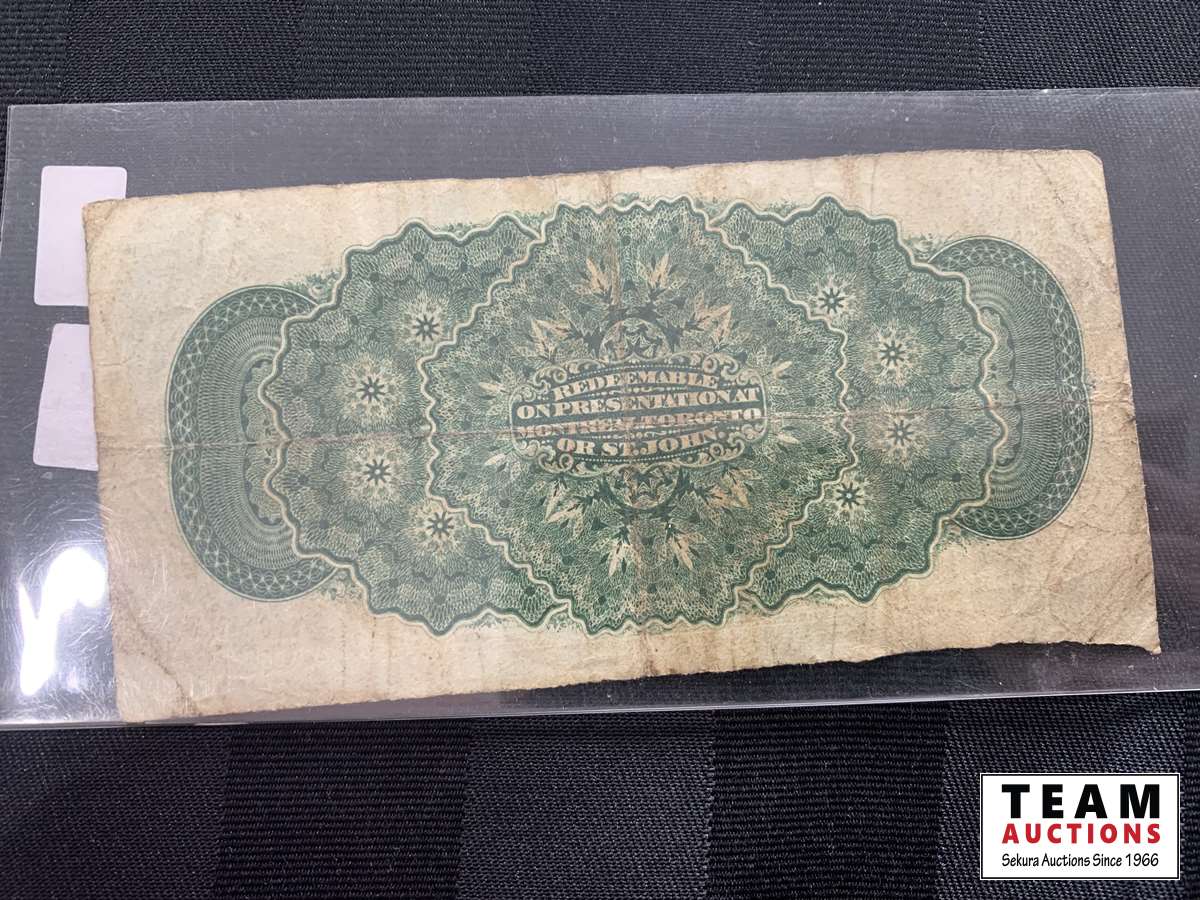 REDEEMABLE
ON PRESENTATION AT
MONTREAL TORONTO
OR ST. JOHN.
TEAM
AUCTIONS
Sekura Auctions Since 1966